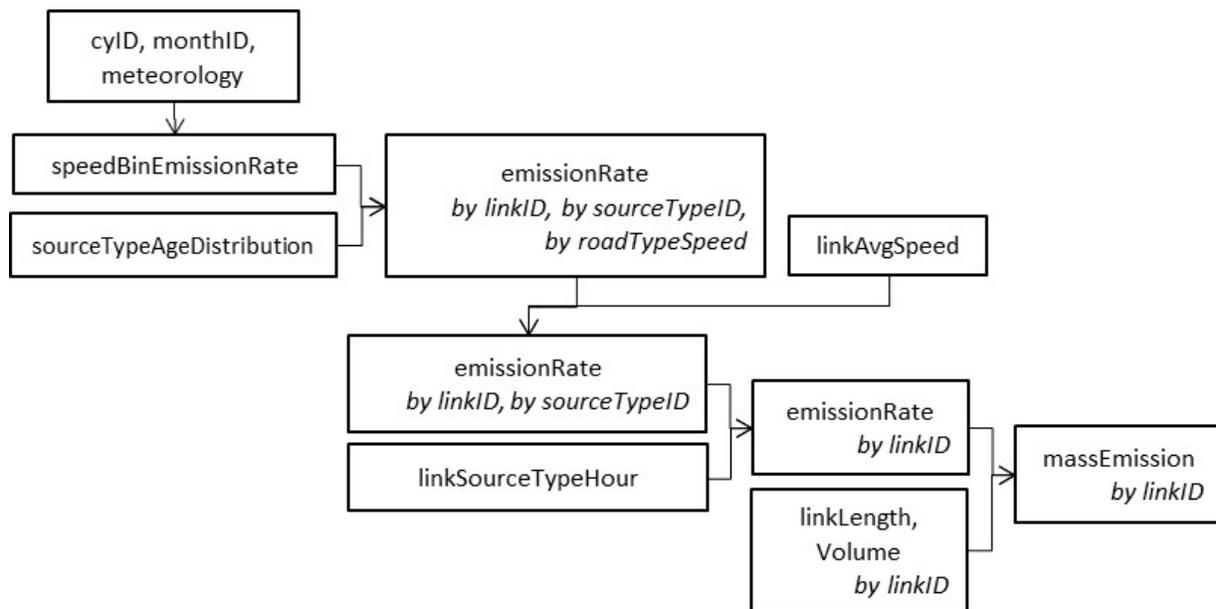 cyID, monthID,
meteorology
speedBinEmissionRate
sourceTypeAgeDistribution
emissionRate
by linkID, by sourceTypeID,
by roadTypeSpeed
linkAvgSpeed
emissionRate
by linkID, by sourceTypeID
linkSourceTypeHour
emissionRate
by linkID
linkLength,
Volume
by linkID
massEmission
by linkID